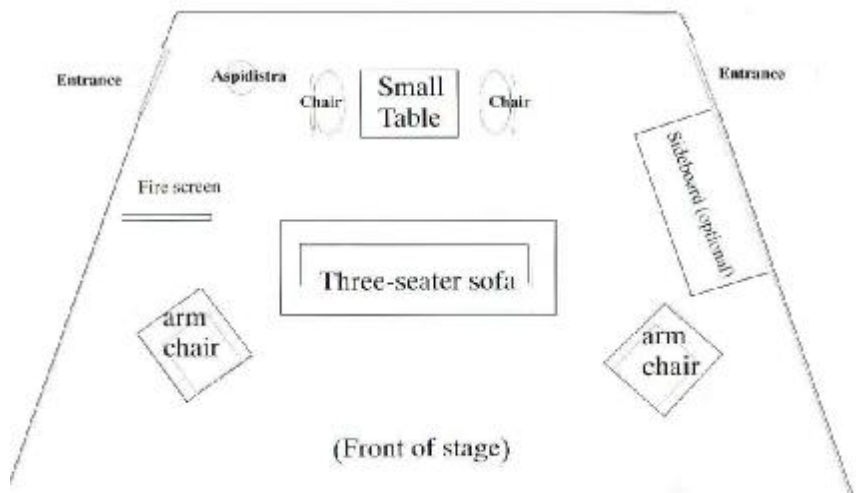 Entrance
Aspidistra
Chair
Small
Table
Chair
Entrance
Fire screen
Sideboard (optional)
Three-seater sofa
arm
chair
arm
chair
(Front of stage)